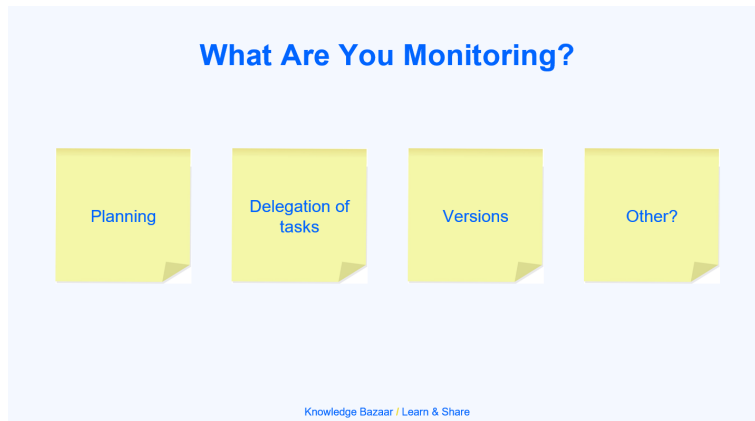 What Are You Monitoring?
Planning
Delegation of
tasks
Versions
Other?
Knowledge Bazaar / Learn & Share